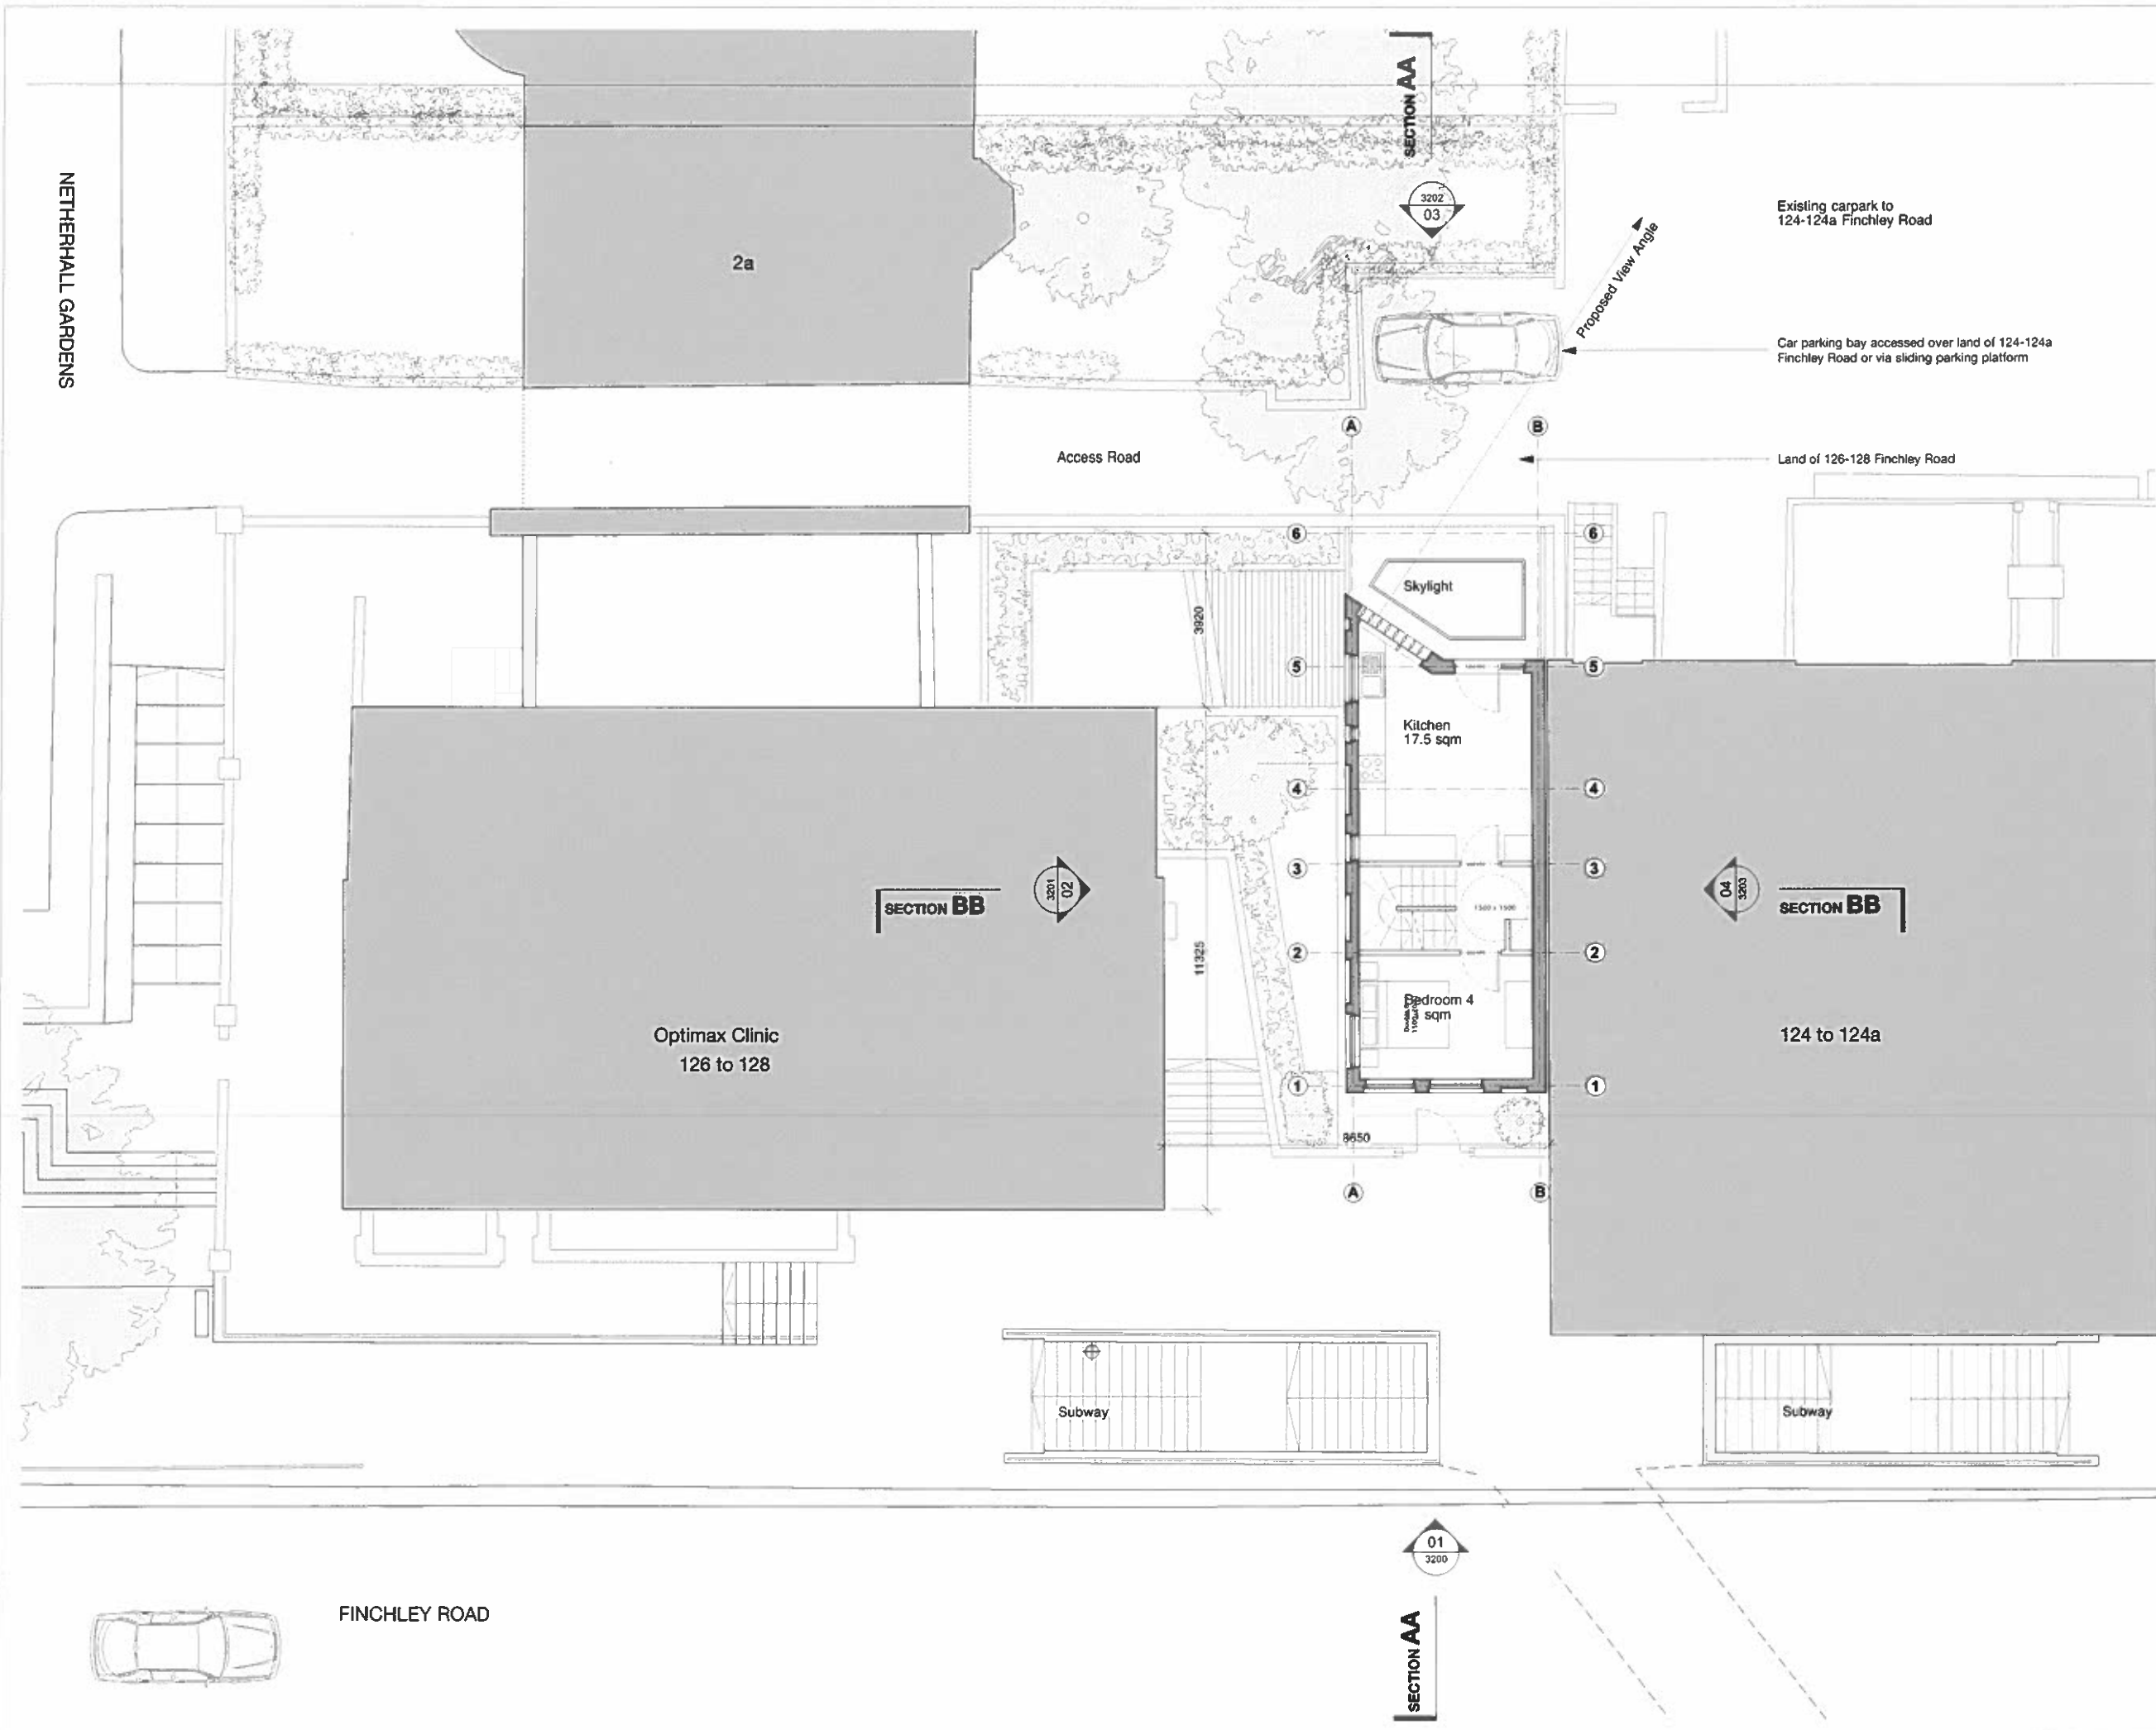 SECTION AA
NETHERHALL GARDENS
2a
3202
03
Existing carpark to
124-124a Finchley Road
Proposed View Angle
Car parking bay accessed over land of 124-124a
Finchley Road or via sliding parking platform
A
B
Access Road
Land of 126-128 Finchley Road
6
6
Skylight
3920
5
5
Kitchen
17.5 sqm
4
4
3
3
SECTION BB
3201
02
1500 x 1500
04
3203
SECTION BB
2
2
11325
Bedroom 4
sqm
Optimax Clinic
126 to 128
124 to 124a
1
1
8650
A
B
Subway
Subway
01
3200
FINCHLEY ROAD
SECTION AA